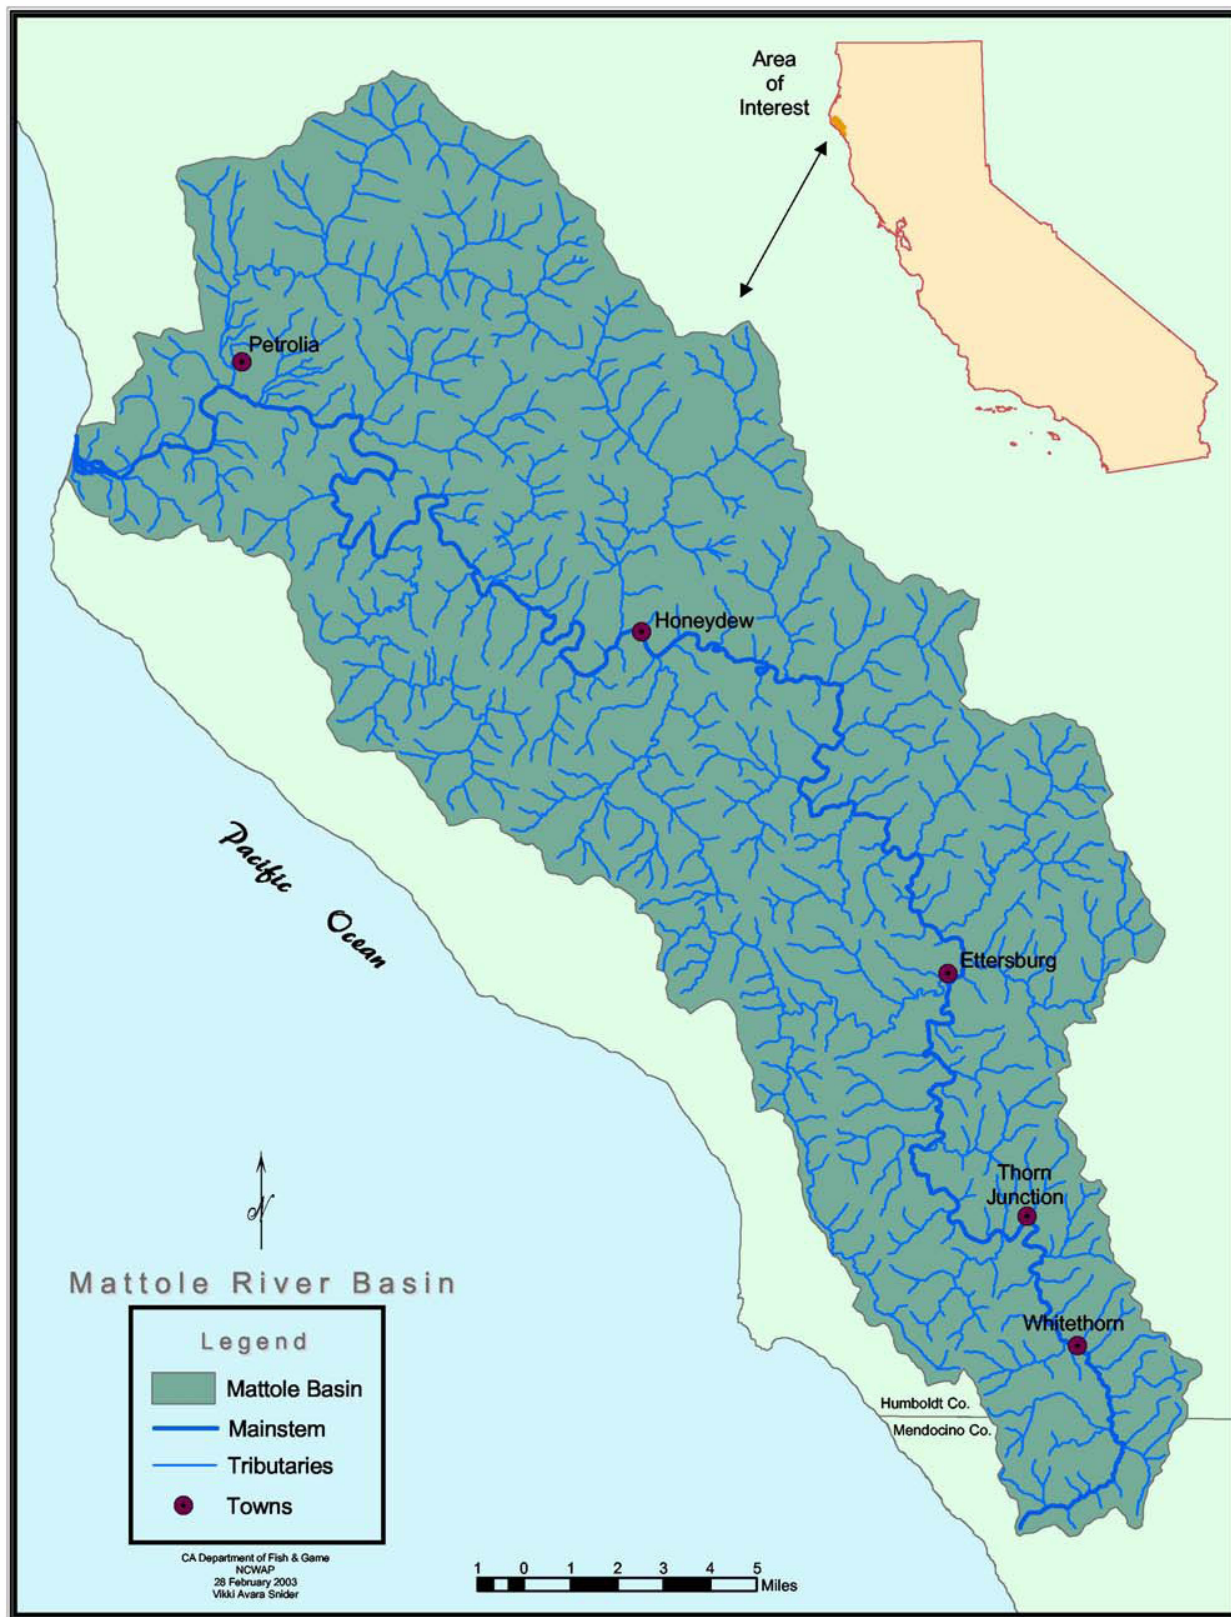 Area
of
Interest
Petrolia
Honeydew
Pacific Ocean
Ettersburg
Thorn
Junction
Whitethorn
Humboldt Co.
Mendocino Co.
N
Mattole River Basin
Legend
Mattole Basin
Mainstem
Tributaries
Towns
CA Department of Fish & Game
NCWAP
28 February 2003
Vikki Avara Snider
1 0 1 2 3 4 5
Miles